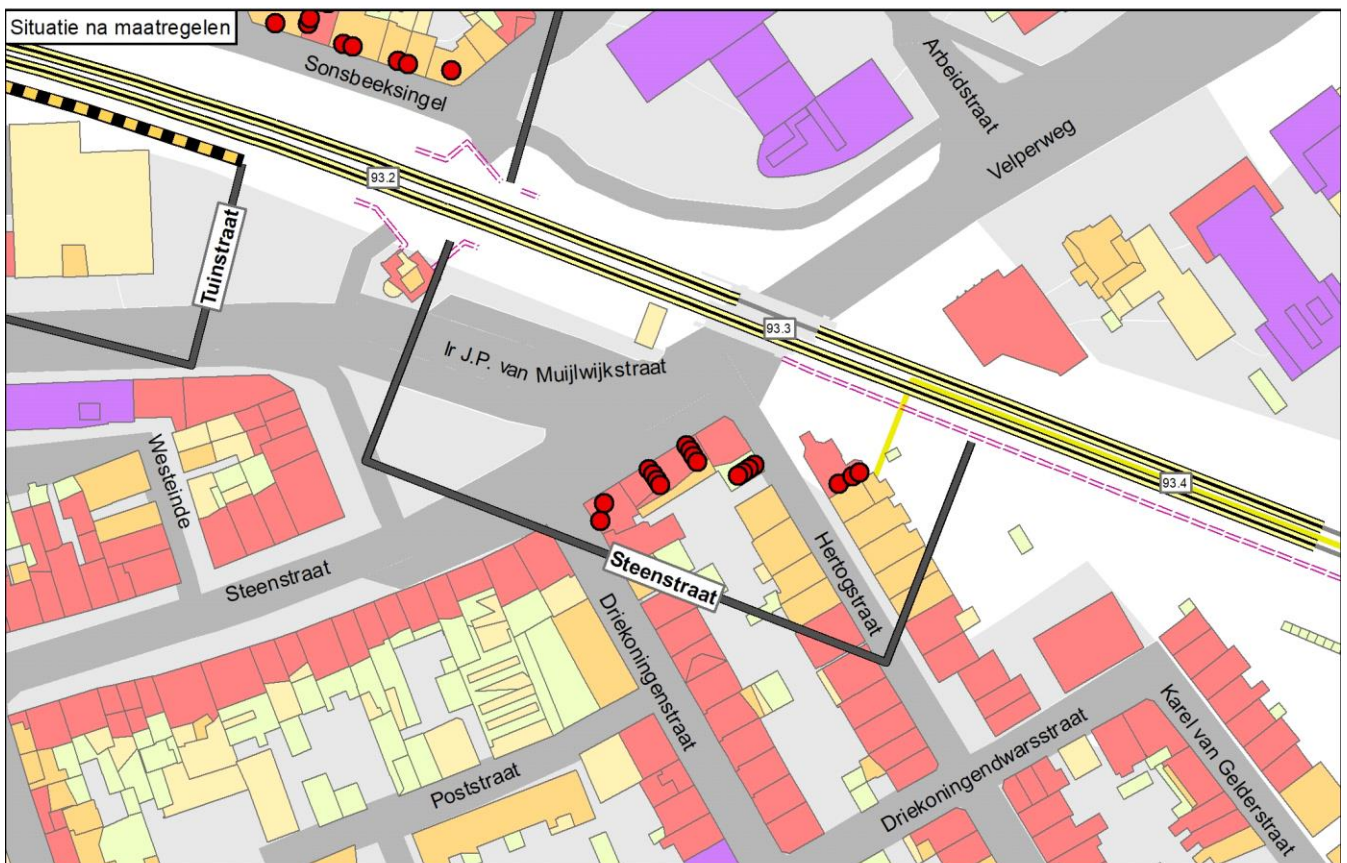 Situatie na maatregelen
Sonsbeeksingel
Arbeidstraat
Velperweg
93.2
Tuinstraat
93.3
Ir J.P. van Muijlwijkstraat
Westeinde
93.4
Steenstraat
Steenstraat
Hertogstraat
Driekoningenstraat
Poststraat
Driekoningendwarsstraat
Karel van Gelderstraat